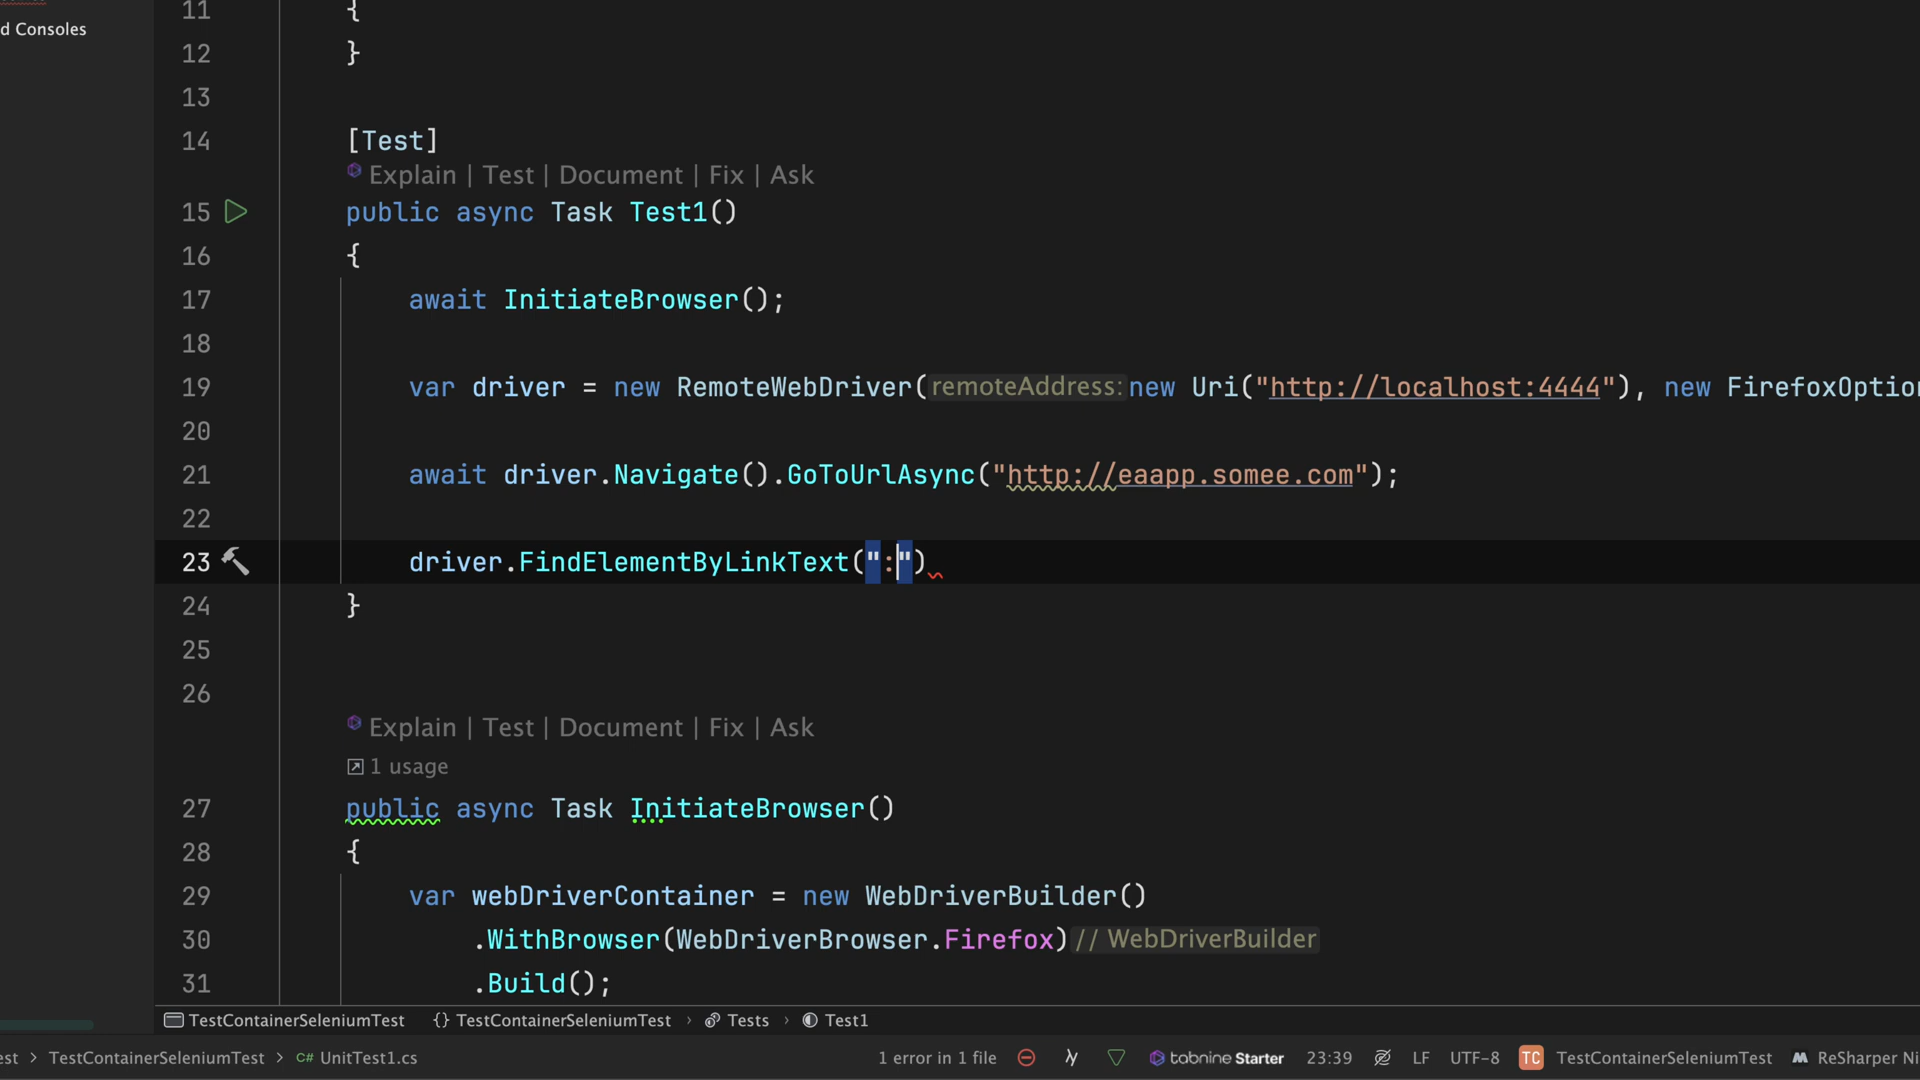 d Consoles
11 {
12 }
13
14 [Test]
Explain | Test | Document | Fix | Ask
15 public async Task Test1()
16 {
17 await InitiateBrowser();
18
19 var driver = new RemoteWebDriver(remoteAddress: new Uri("http://localhost:4444"), new FirefoxOption
20
21 await driver.Navigate().GoToUrlAsync("http://eaapp.somee.com");
22
23 driver.FindElementByLinkText(":")
24 }
25
26
Explain | Test | Document | Fix | Ask
1 usage
27 public async Task InitiateBrowser()
28 {
29 var webDriverContainer = new WebDriverBuilder()
30 .WithBrowser(WebDriverBrowser.Firefox) // WebDriverBuilder
31 .Build();
TestContainerSeleniumTest {} TestContainerSeleniumTest › Tests › Test1
est > TestContainerSeleniumTest > C# UnitTest1.cs 1 error in 1 file tabnine Starter 23:39 LF UTF-8 TC TestContainerSeleniumTest ReSharper Ni